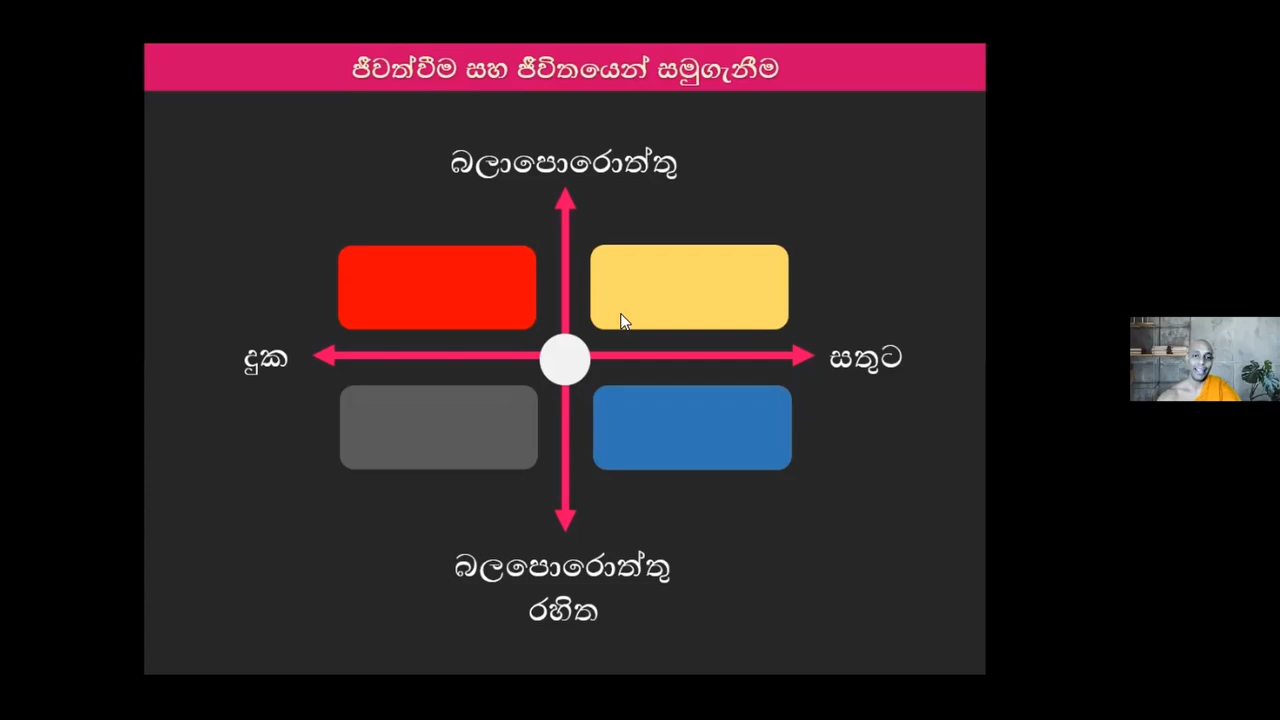 ජීවත්වීම සහ ජීවිතයෙන් සමුගැනීම
බලාපොරොත්තු
දුක
සතුට
බලපොරොත්තු
රහිත